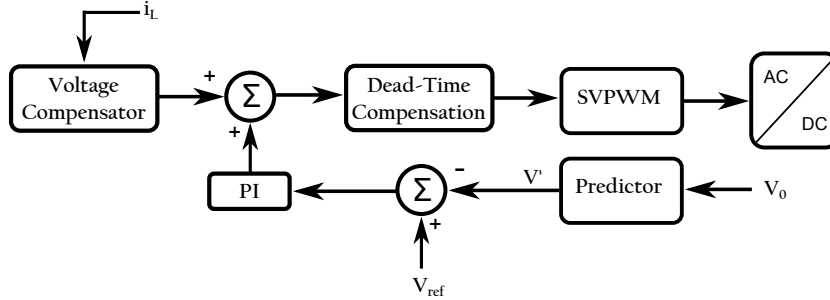 i_L
Voltage
Compensator
+
Σ
+
Dead-Time
Compensation
SVPWM
AC
DC
PI
Σ
-
+
V'
Predictor
V_0
V_ref